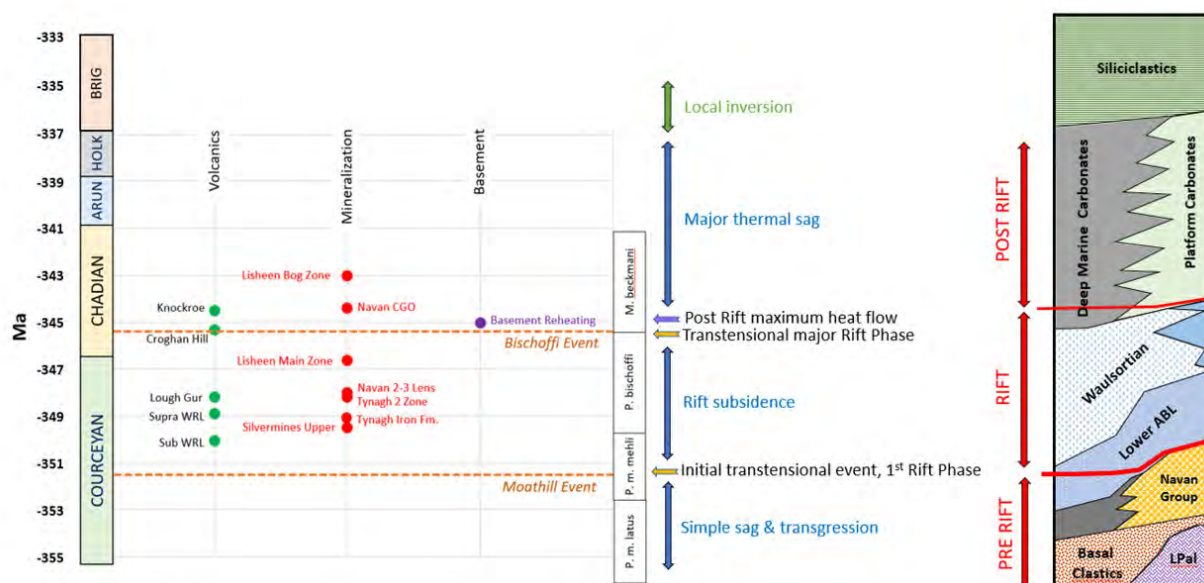 Ma
-333
-335
-337
-339
-341
-343
-345
-347
-349
-351
-353
-355
BRIG
HOLK
ARUN
CHADIAN
COURCEYAN
Volcanics
Mineralization
Basement
Lisheen Bog Zone
Knockroe
Navan CGO
Croghan Hill
Basement Reheating
Bischoffi Event
Lisheen Main Zone
Lough Gur
Navan 2-3 Lens
Tynagh 2 Zone
Supra WRL
Tynagh Iron Fm.
Silvermines Upper
Sub WRL
Moathill Event
M. beckmani
P. bischoffi
P. m. mehli
P. m. latus
Local inversion
Major thermal sag
Post Rift maximum heat flow
Transtensional major Rift Phase
Rift subsidence
Initial transtensional event, 1st Rift Phase
Simple sag & transgression
POST RIFT
RIFT
PRE RIFT
Siliciclastics
Deep Marine Carbonates
Platform Carbonates
Waulsortian
Lower ABL
Navan
Group
Basal
Clastics
LPal